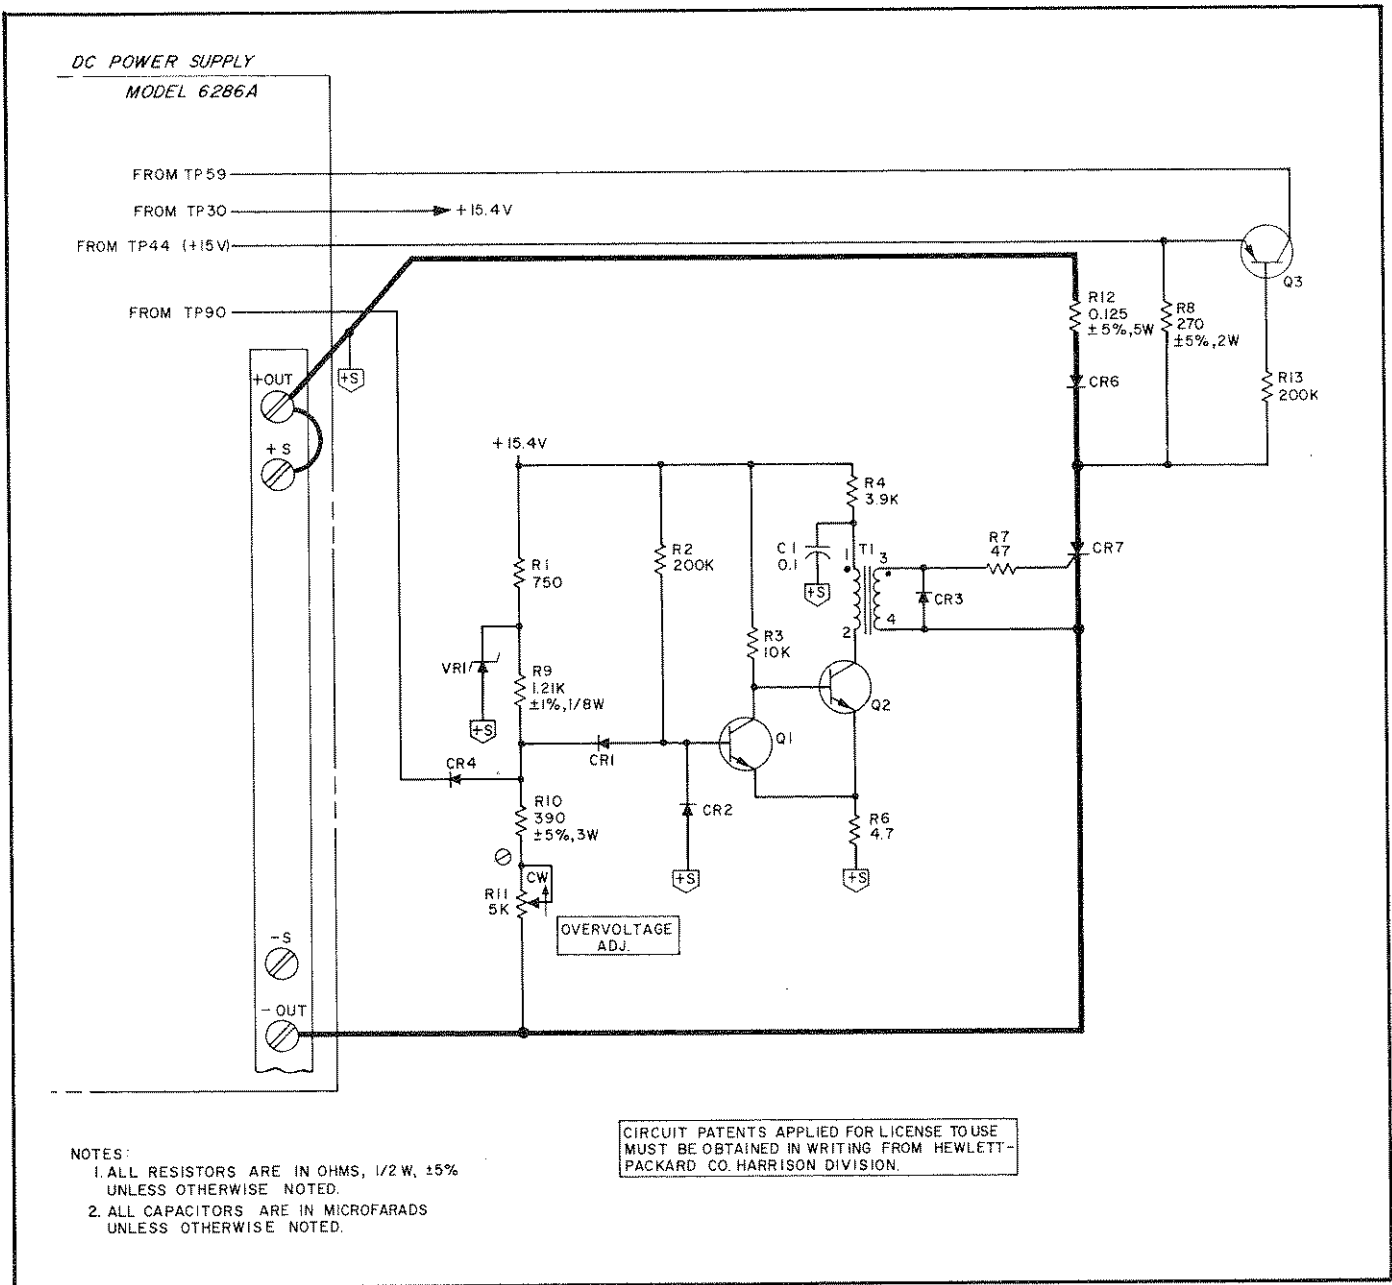 DC POWER SUPPLY
MODEL 6286A
FROM TP59
FROM TP30
+15.4V
FROM TP44 (+15V)
FROM TP90
+OUT
+S
+S
-S
-OUT
Q3
R12
0.125
±5%,5W
R8
270
±5%,2W
CR6
R13
200K
+15.4V
R4
3.9K
R1
750
R2
200K
C1
0.1
+S
1
T1
3
2
4
R7
47
CR7
CR3
R3
10K
VR1
+S
R9
1.21K
±1%,1/8W
Q2
Q1
CR1
CR4
R10
390
±5%,3W
CR2
+S
R6
4.7
+S
CW
R11
5K
OVERVOLTAGE
ADJ.
CIRCUIT PATENTS APPLIED FOR LICENSE TO USE
MUST BE OBTAINED IN WRITING FROM HEWLETT-
PACKARD CO. HARRISON DIVISION.
NOTES:
1. ALL RESISTORS ARE IN OHMS, 1/2 W, ±5%
UNLESS OTHERWISE NOTED.
2. ALL CAPACITORS ARE IN MICROFARADS
UNLESS OTHERWISE NOTED.